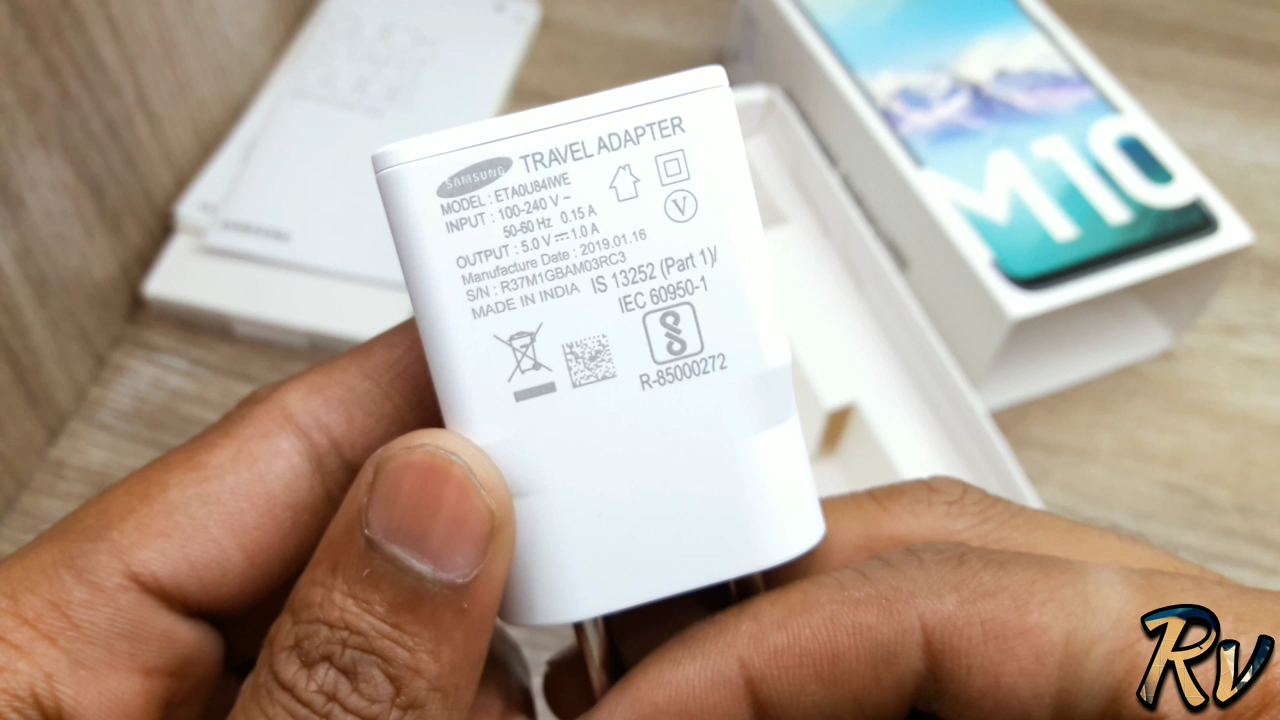 SAMSUNG TRAVEL ADAPTER
MODEL : ETA0U84IWE
INPUT : 100-240 V ~
50-60 Hz 0.15 A
OUTPUT : 5.0 V ⎓ 1.0 A
Manufacture Date : 2019.01.16
S/N : R37M1GBAM03RC3
MADE IN INDIA
V
IS 13252 (Part 1)/
IEC 60950-1
R-85000272
M10
SAMSUNG
Rv